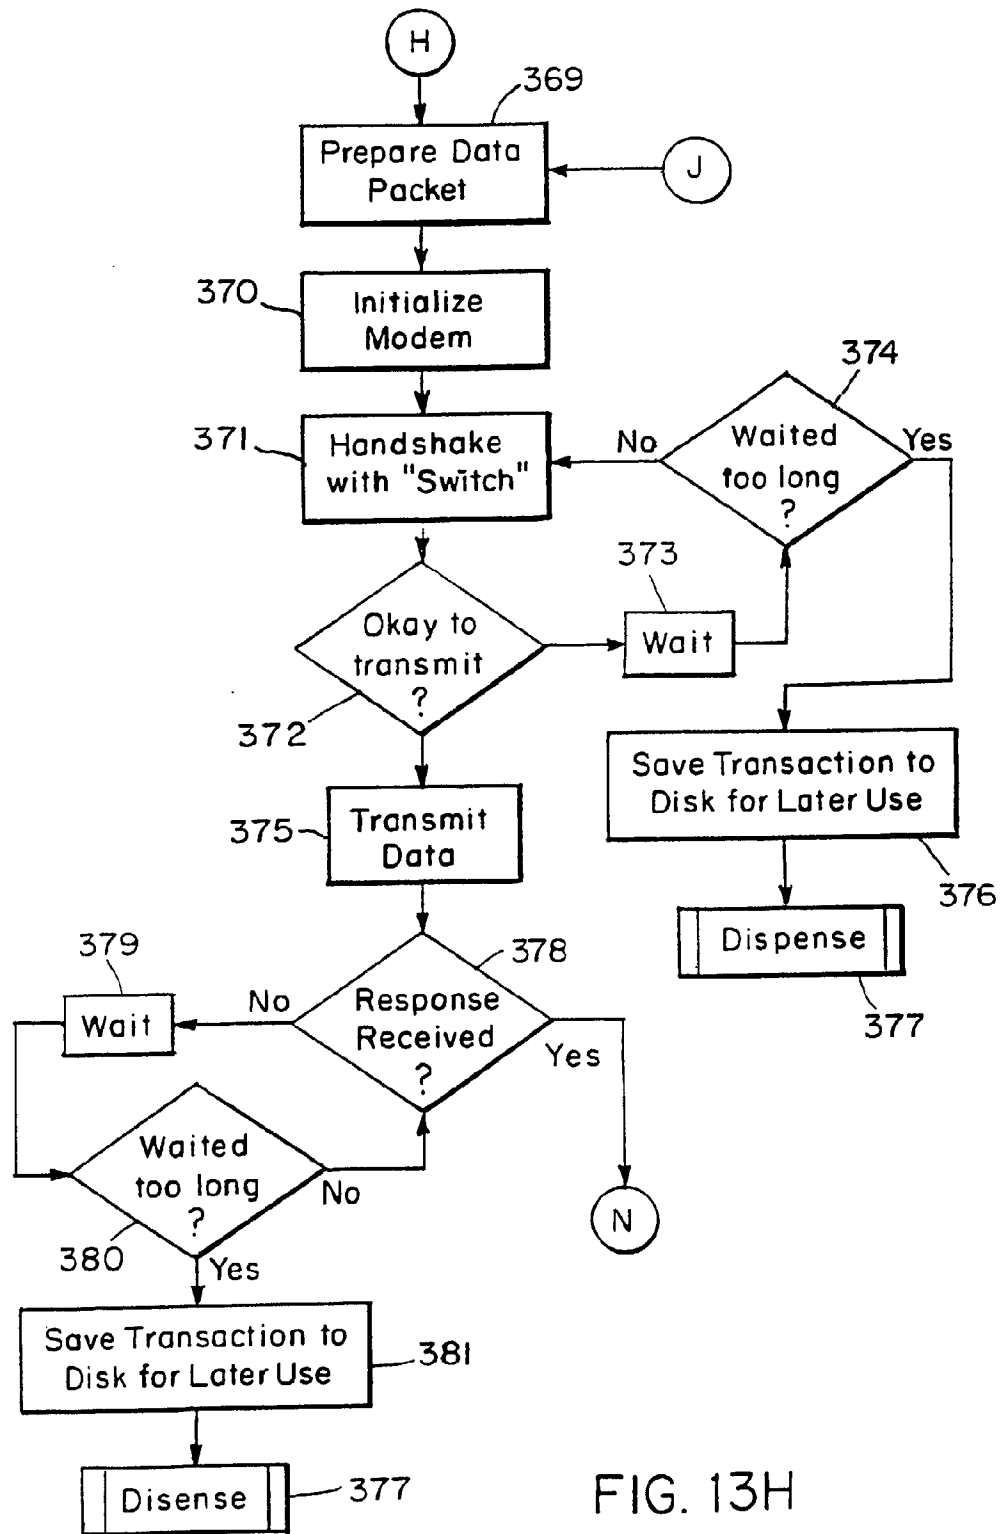 H
369
Prepare Data
Packet
J
370
Initialize
Modem
374
371
Handshake
with "Switch"
No
Waited
too long
?
Yes
373
Okay to
transmit
?
Wait
372
Save Transaction to
Disk for Later Use
375
Transmit
Data
376
379
378
Dispense
No
Response
Received
?
Wait
377
Yes
Waited
too long
?
No
N
380
Yes
Save Transaction to
Disk for Later Use
381
Disense
377
FIG. 13H